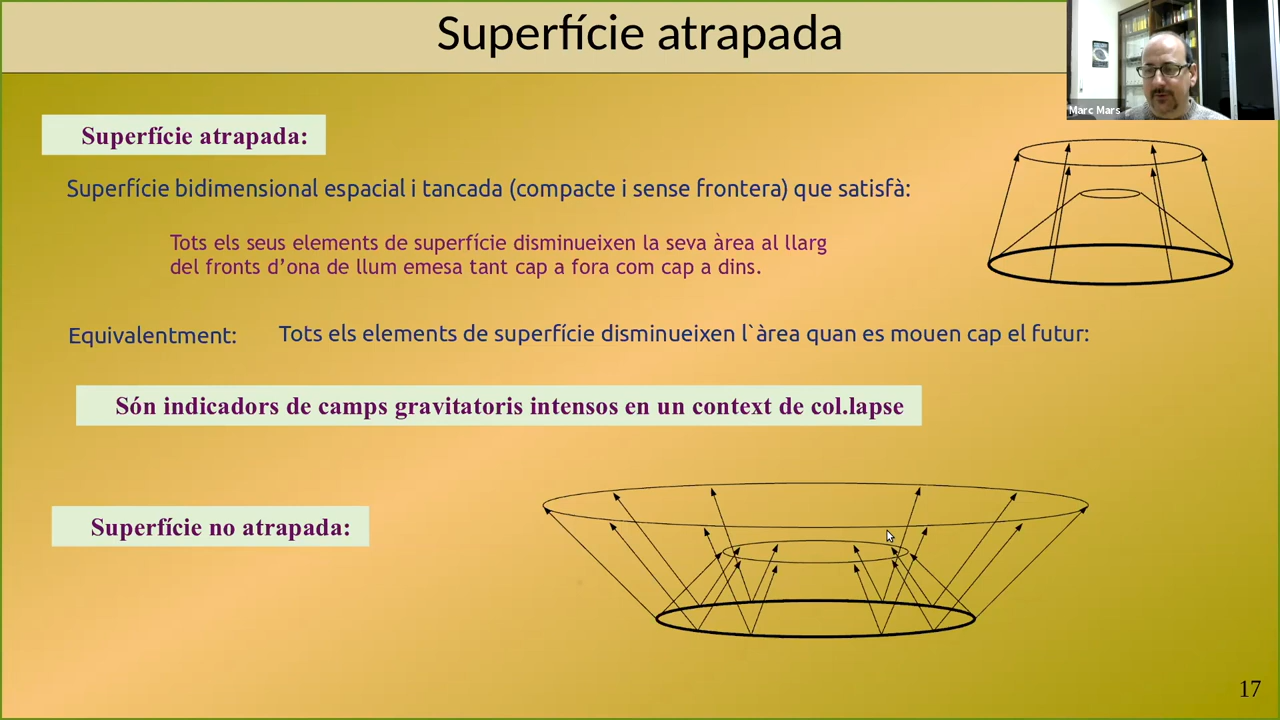 Superfície atrapada
Marc Mars
Superfície atrapada:
Superfície bidimensional espacial i tancada (compacte i sense frontera) que satisfà:
Tots els seus elements de superfície disminueixen la seva àrea al llarg
del fronts d’ona de llum emesa tant cap a fora com cap a dins.
Equivalentment: Tots els elements de superfície disminueixen l`àrea quan es mouen cap el futur:
Són indicadors de camps gravitatoris intensos en un context de col.lapse
Superfície no atrapada:
17